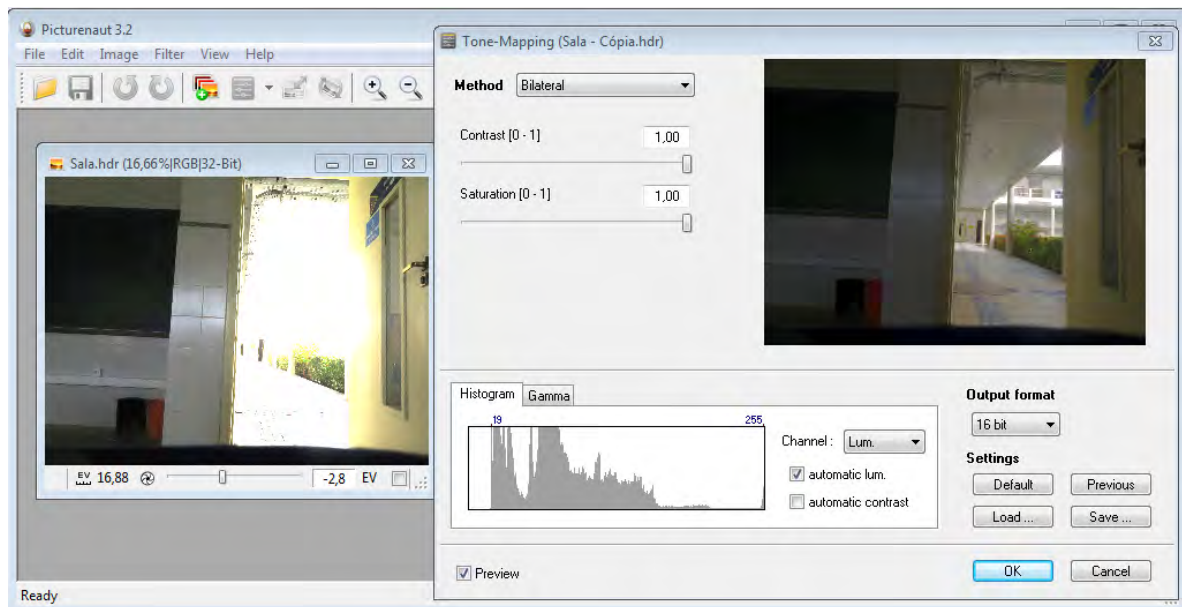 Picturenaut 3.2
File Edit Image Filter View Help
Sala.hdr (16,66%|RGB|32-Bit)
EV 16,88 -2,8 EV
Ready
Tone-Mapping (Sala - Cópia.hdr)
Method Bilateral
Contrast [0 - 1] 1,00
Saturation [0 - 1] 1,00
Histogram Gamma
19 255
Channel : Lum.
automatic lum.
automatic contrast
Output format
16 bit
Settings
Default Previous
Load ... Save ...
Preview
OK Cancel